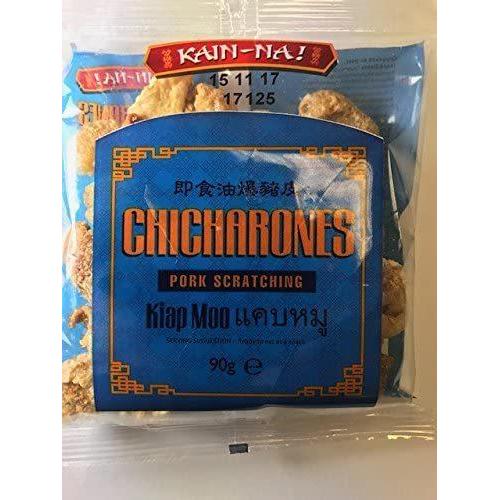 KAIN-NA!
15 11 17
17125
即食油爆豬皮
CHICHARONES
PORK SCRATCHING
Kiap Moo แคบหมู
90g e